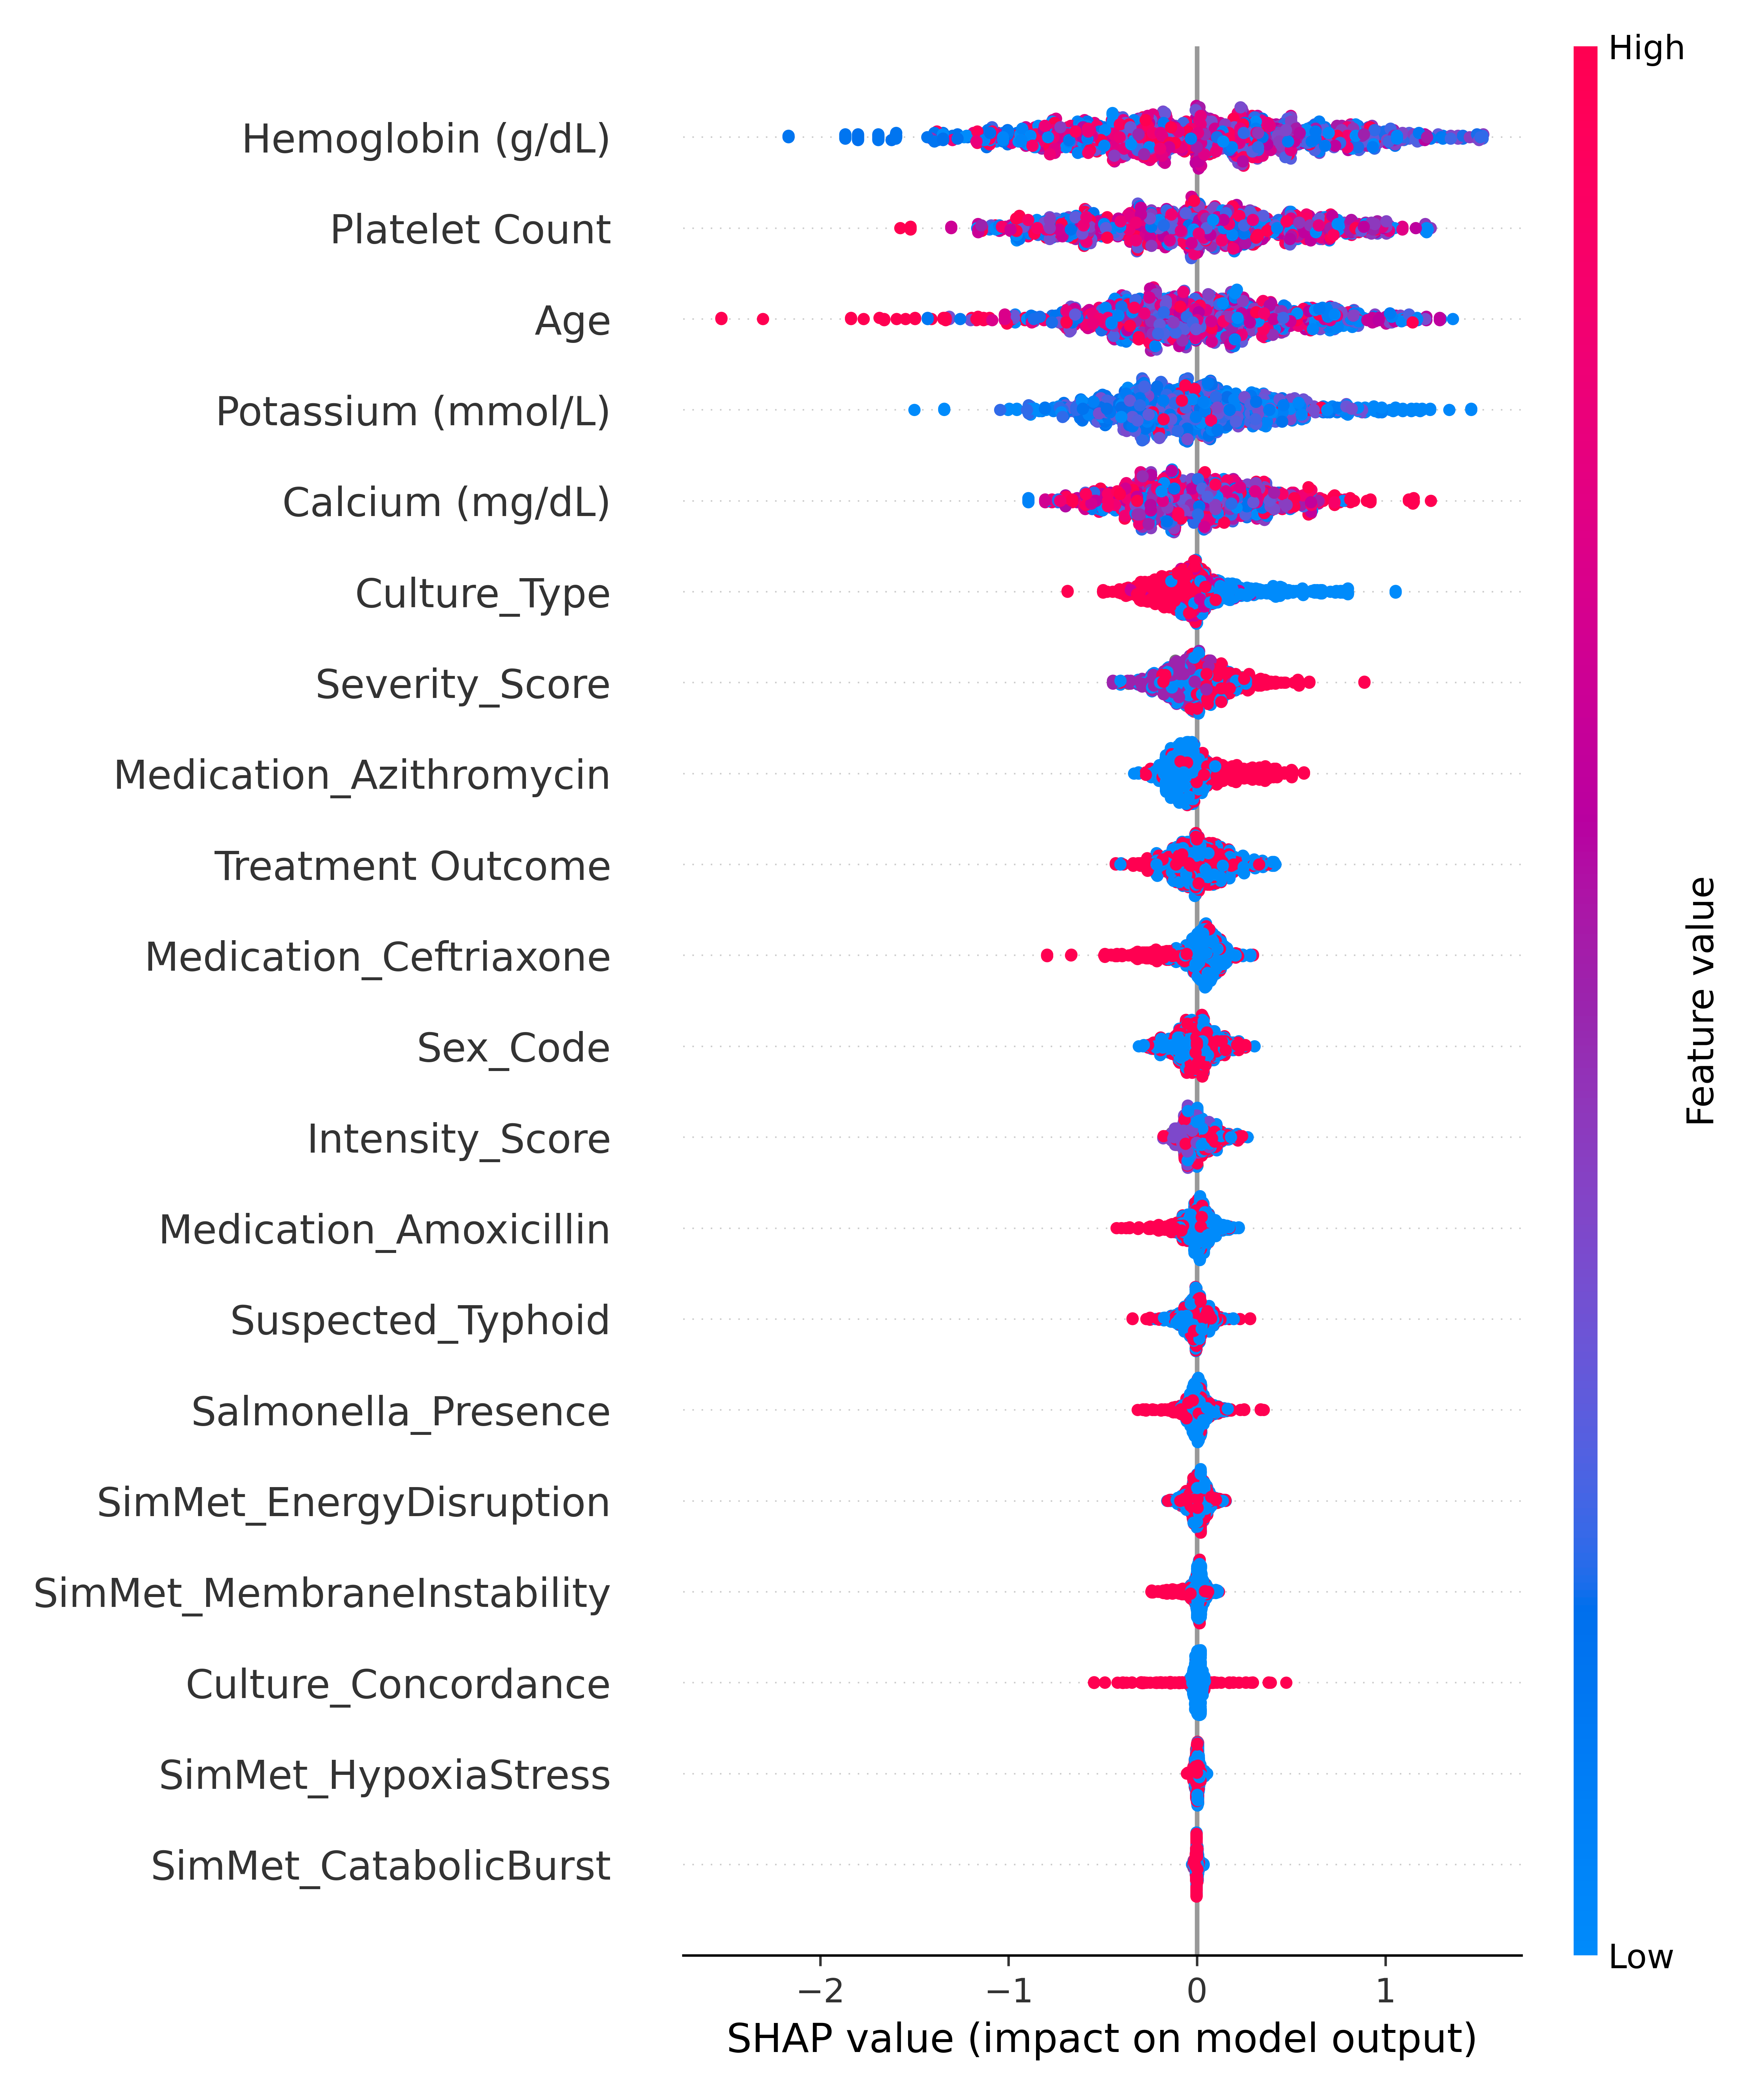 High
Hemoglobin (g/dL)
Platelet Count
Age
Potassium (mmol/L)
Calcium (mg/dL)
Culture_Type
Severity_Score
Medication_Azithromycin
Treatment Outcome
Medication_Ceftriaxone
Sex_Code
Intensity_Score
Medication_Amoxicillin
Suspected_Typhoid
Salmonella_Presence
SimMet_EnergyDisruption
SimMet_MembraneInstability
Culture_Concordance
SimMet_HypoxiaStress
SimMet_CatabolicBurst
Feature value
Low
−2 −1 0 1
SHAP value (impact on model output)